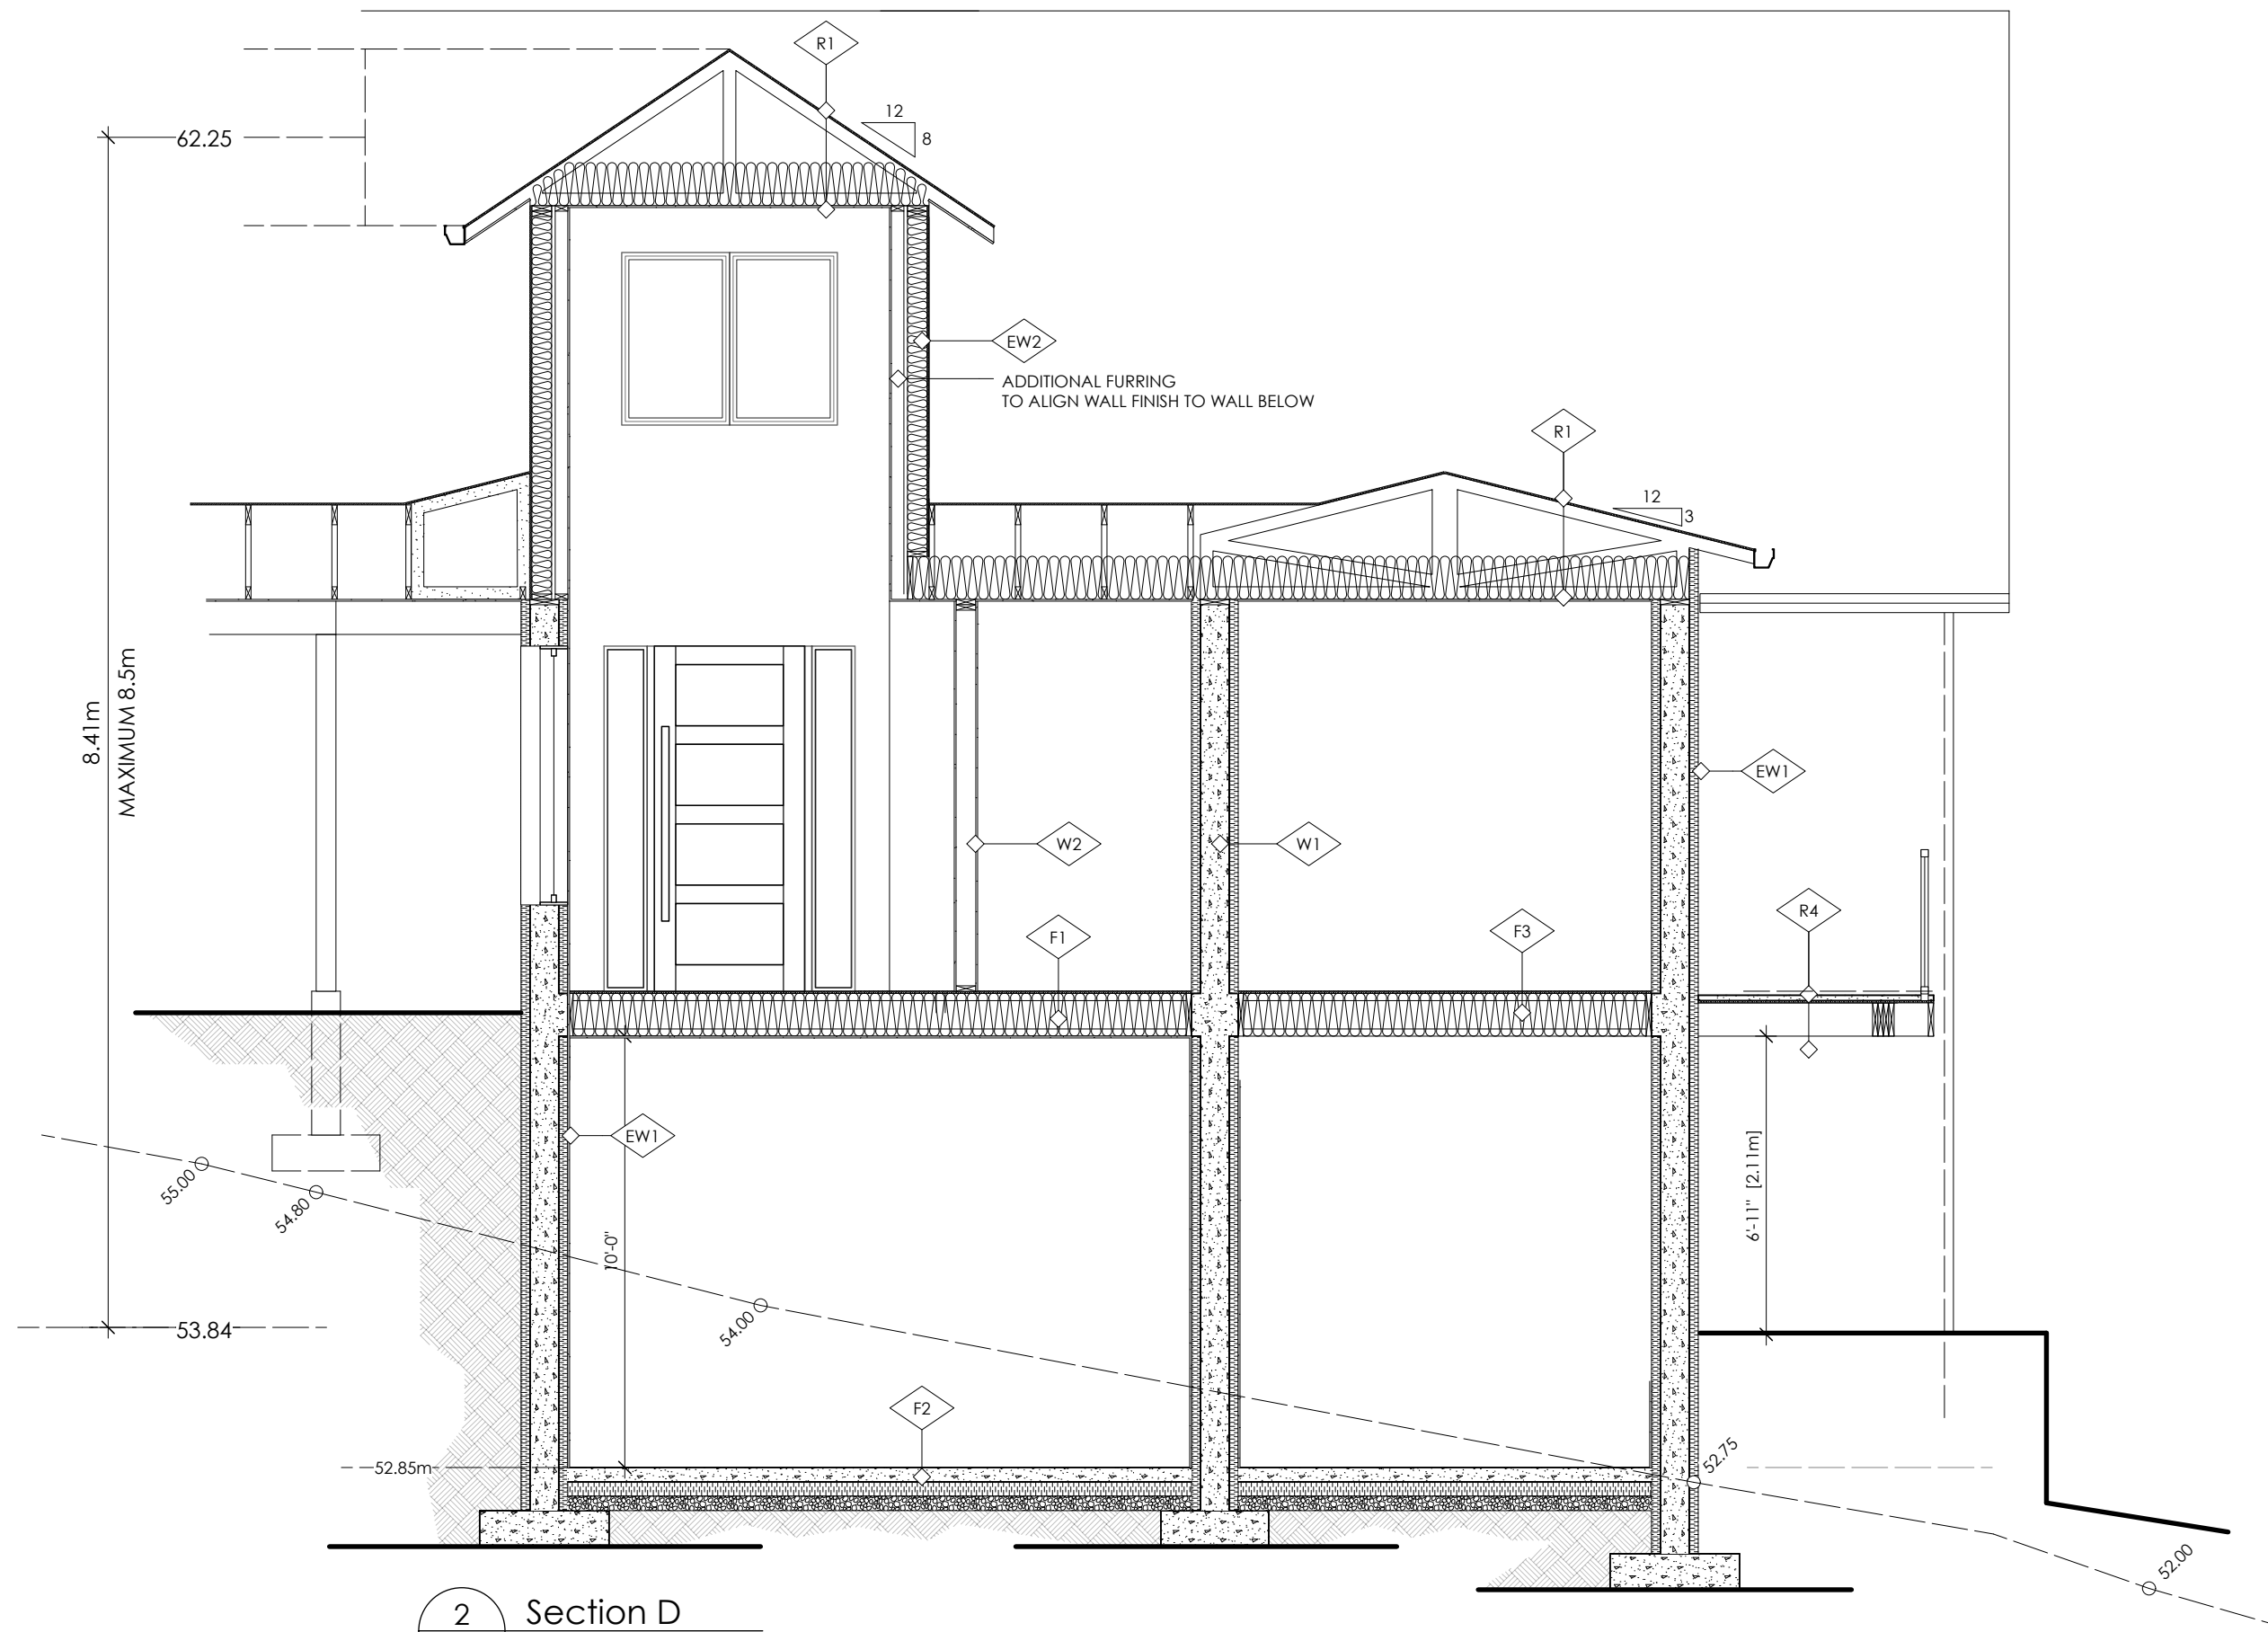 R1
12
8
62.25
EW2
ADDITIONAL FURRING
TO ALIGN WALL FINISH TO WALL BELOW
R1
12
3
8.41m
MAXIMUM 8.5m
EW1
W2
W1
R4
F1
F3
EW1
6'-11" [2.11m]
55.00
54.80
10'-0"
54.00
53.84
F2
52.85m
52.75
52.00
2
Section D